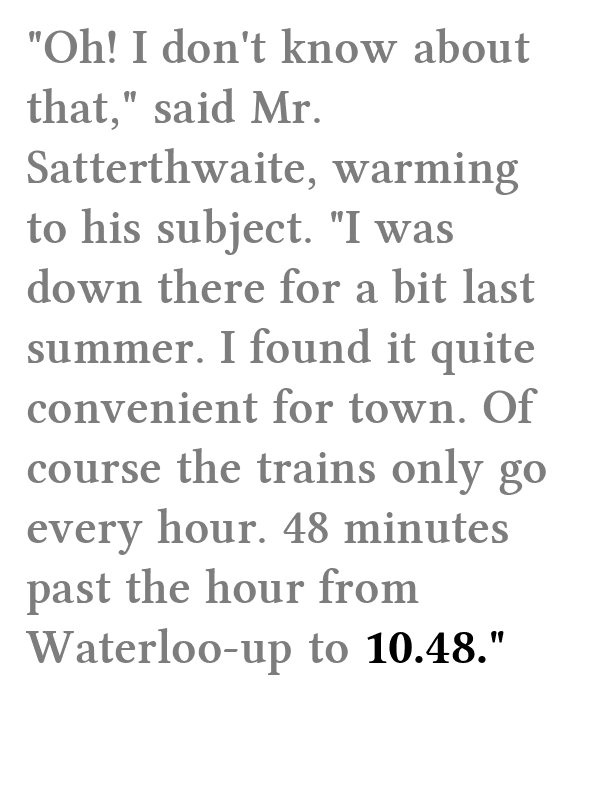 "Oh! I don't know about
that," said Mr.
Satterthwaite, warming
to his subject. "I was
down there for a bit last
summer. I found it quite
convenient for town. Of
course the trains only go
every hour. 48 minutes
past the hour from
Waterloo-up to 10.48."